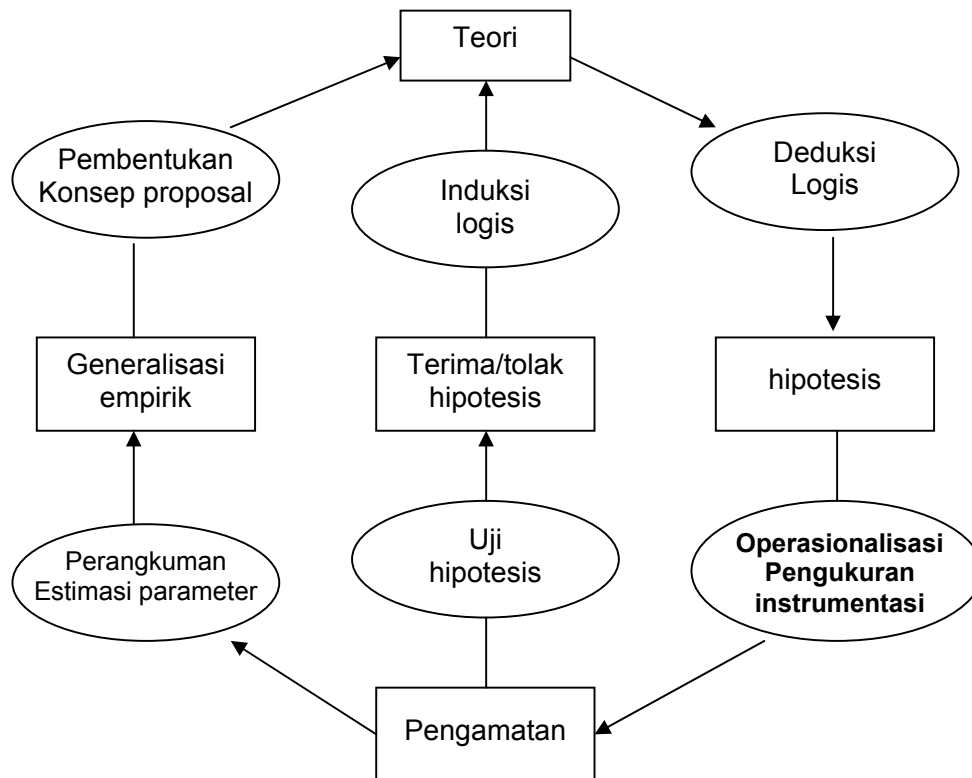 Teori
Pembentukan
Konsep proposal
Induksi
logis
Deduksi
Logis
Generalisasi
empirik
Terima/tolak
hipotesis
hipotesis
Perangkuman
Estimasi parameter
Uji
hipotesis
Operasionalisasi
Pengukuran
instrumentasi
Pengamatan